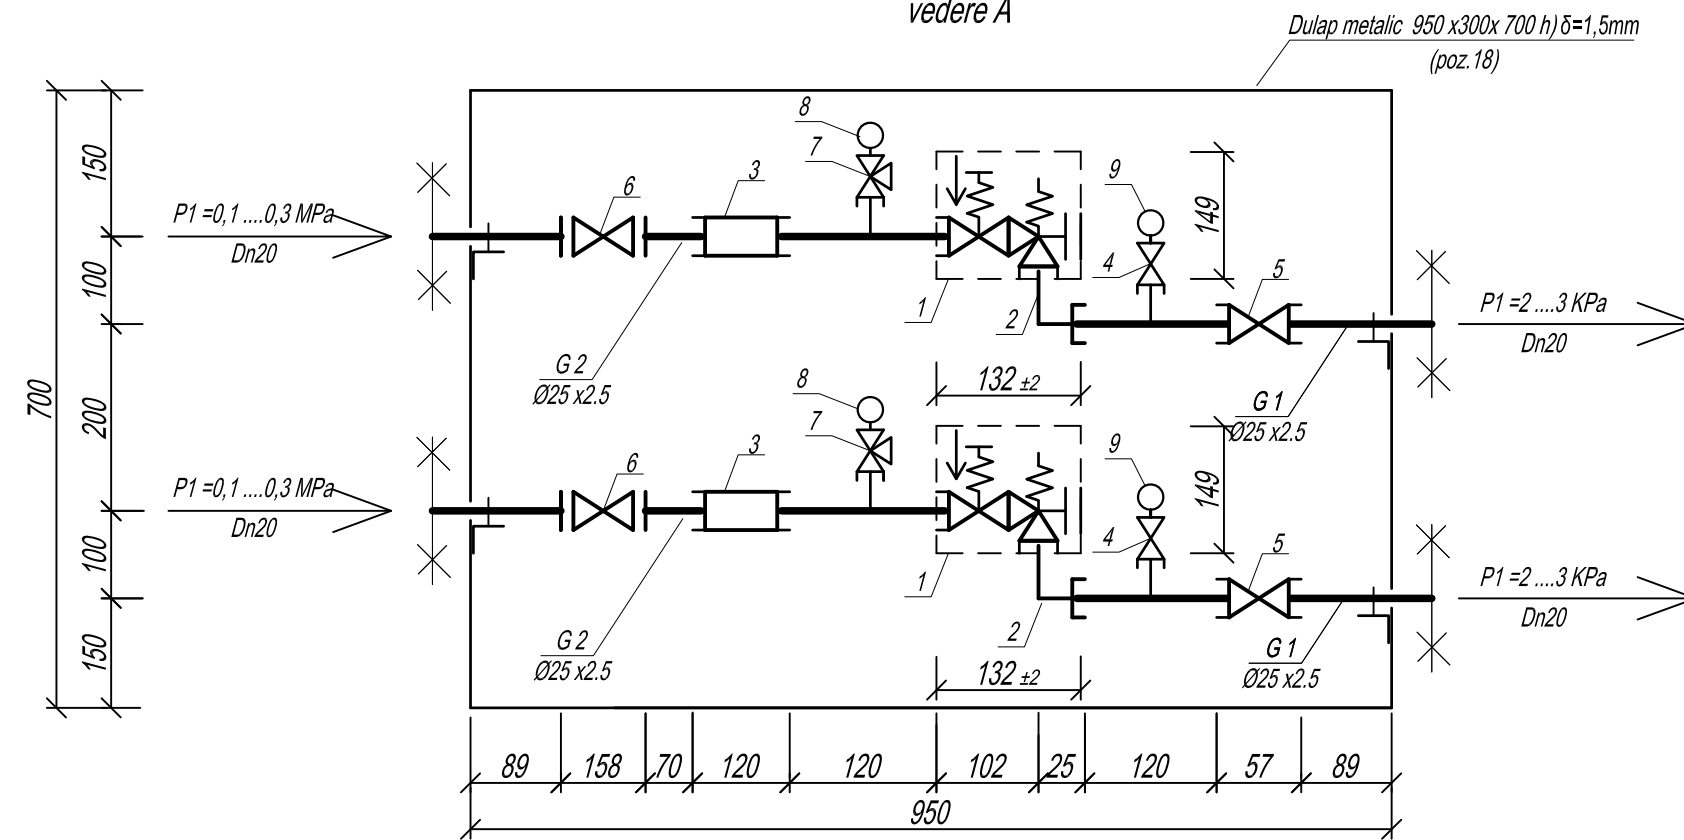 vedere A
Dulap metalic 950 x300x 700 h) δ=1,5mm
(poz.18)
8
7
3
6
9
4
5
1
2
P1 =0,1 ....0,3 MPa
Dn20
P1 =2 ....3 KPa
Dn20
149
132 ±2
G 2
Ø25 x2.5
G 1
Ø25 x2.5
8
7
3
6
9
4
5
1
2
P1 =0,1 ....0,3 MPa
Dn20
P1 =2 ....3 KPa
Dn20
149
132 ±2
G 2
Ø25 x2.5
G 1
Ø25 x2.5
700
150
100
200
100
150
89 158 70 120 120 102 25 120 57 89
950